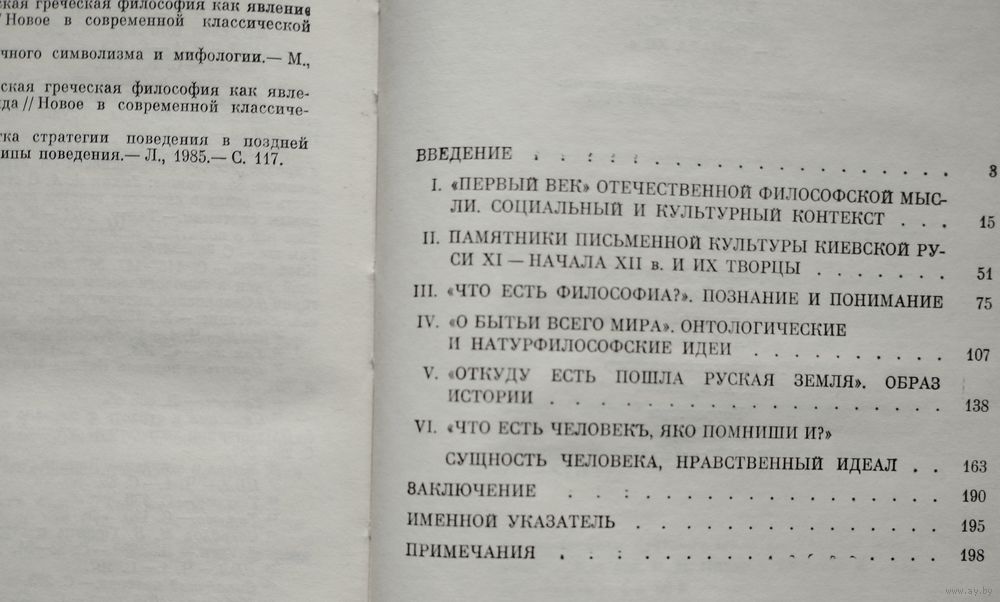 ская греческая философия как явление
// Новое в современной классической
чного символизма и мифологии.— М.,
ская греческая философия как явле-
да // Новое в современной классиче-
тка стратегии поведения в поздней
ипы поведения.— Л., 1985.— С. 117.
ВВЕДЕНИЕ . . . . . . . . . . . . . . . . 3
I. «ПЕРВЫЙ ВЕК» ОТЕЧЕСТВЕННОЙ ФИЛОСОФСКОЙ МЫС-
ЛИ. СОЦИАЛЬНЫЙ И КУЛЬТУРНЫЙ КОНТЕКСТ . . . 15
II. ПАМЯТНИКИ ПИСЬМЕННОЙ КУЛЬТУРЫ КИЕВСКОЙ РУ-
СИ XI — НАЧАЛА XII в. И ИХ ТВОРЦЫ . . . . . . . 51
III. «ЧТО ЕСТЬ ФИЛОСОФИА?». ПОЗНАНИЕ И ПОНИМАНИЕ 75
IV. «О БЫТЬИ ВСЕГО МИРА». ОНТОЛОГИЧЕСКИЕ
И НАТУРФИЛОСОФСКИЕ ИДЕИ . . . . . . . . . . 107
V. «ОТКУДУ ЕСТЬ ПОШЛА РУСКАЯ ЗЕМЛЯ». ОБРАЗ
ИСТОРИИ . . . . . . . . . . . . . . . . . . 138
VI. «ЧТО ЕСТЬ ЧЕЛОВЕКЪ, ЯКО ПОМНИШИ И?»
СУЩНОСТЬ ЧЕЛОВЕКА, НРАВСТВЕННЫЙ ИДЕАЛ . . 163
ЗАКЛЮЧЕНИЕ . . . . . . . . . . . . . . . . . 190
ИМЕННОЙ УКАЗАТЕЛЬ . . . . . . . . . . . . . . 195
ПРИМЕЧАНИЯ . . . . . . . . . . . . . . . . . 198
www.ay.by